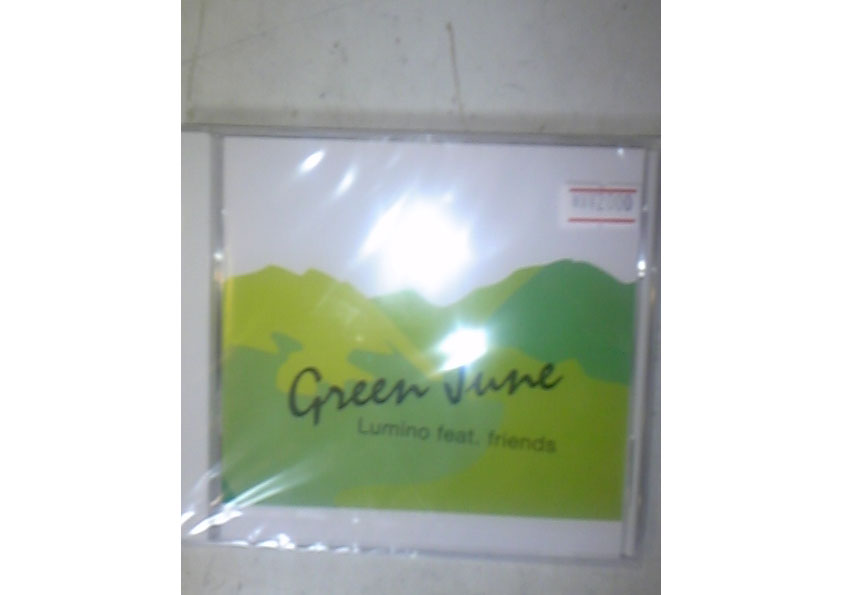 Green June
Lumino feat. friends